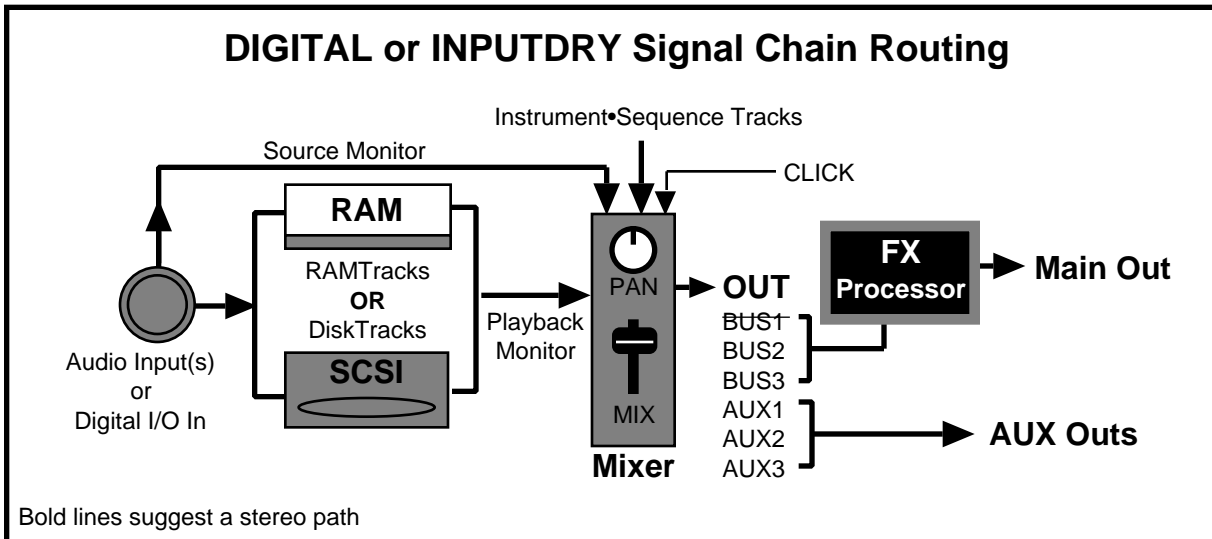 DIGITAL or INPUTDRY Signal Chain Routing
Instrument•Sequence Tracks
Source Monitor
CLICK
RAM
RAMTracks
OR
DiskTracks
SCSI
Audio Input(s)
or
Digital I/O In
Playback
Monitor
PAN
MIX
Mixer
OUT
BUS1
BUS2
BUS3
AUX1
AUX2
AUX3
FX
Processor
Main Out
AUX Outs
Bold lines suggest a stereo path